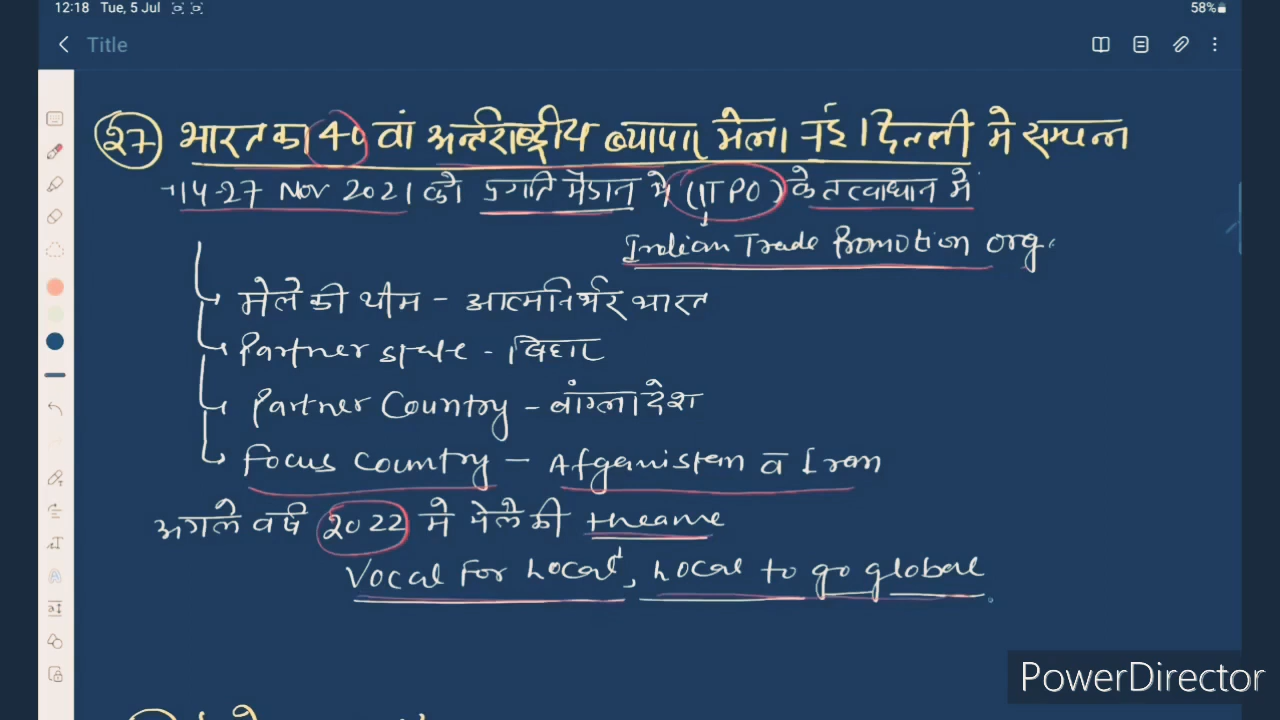 12:18 Tue, 5 Jul 58%
Title
27 भारत का 40 वां अर्न्तराष्ट्रीय व्यापार मेला नई दिल्ली मे सम्पन्न
→ 14-27 Nov 2021 को प्रगति मैदान मे (ITPO) के तत्वाधान मे
Indian Trade Promotion org.
मेले की थीम - आत्मनिर्भर भारत
Partner state - बिहार
Partner Country - बांग्लादेश
Focus Country - Afganistan व Iran
अगले वर्ष 2022 मे मेले की theame
Vocal For Local, Local to go global.
PowerDirector